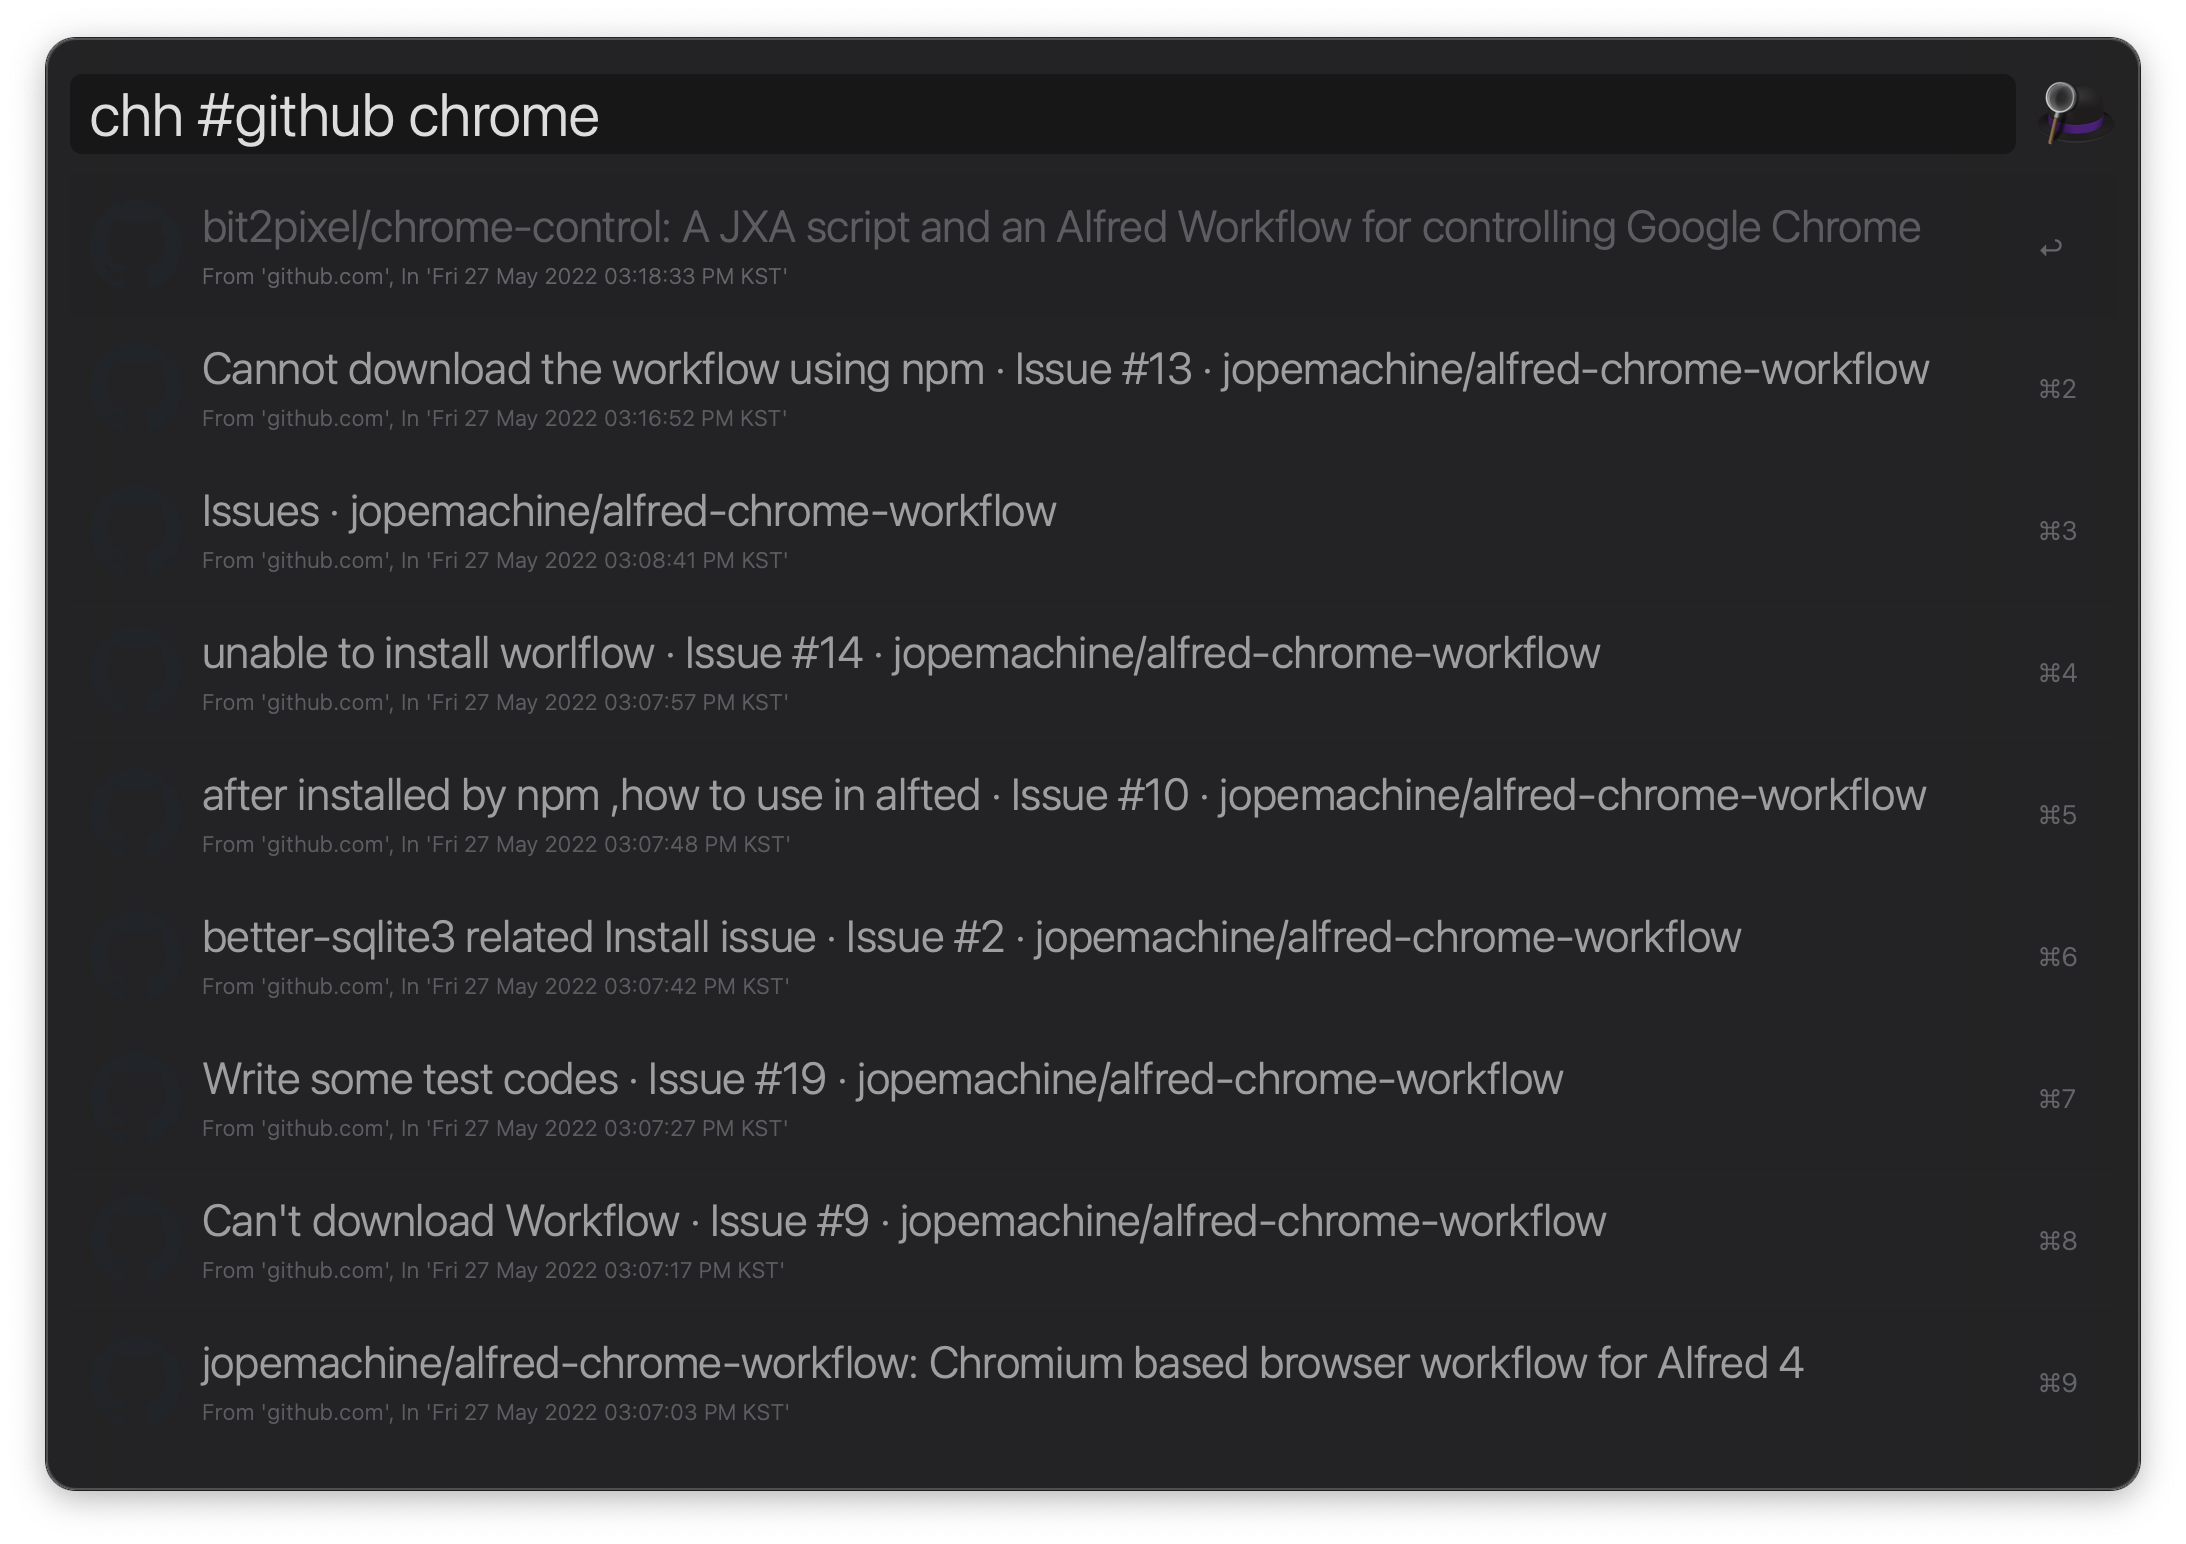 chh #github chrome
bit2pixel/chrome-control: A JXA script and an Alfred Workflow for controlling Google Chrome
From 'github.com', In 'Fri 27 May 2022 03:18:33 PM KST'
↩
Cannot download the workflow using npm · Issue #13 · jopemachine/alfred-chrome-workflow
From 'github.com', In 'Fri 27 May 2022 03:16:52 PM KST'
⌘2
Issues · jopemachine/alfred-chrome-workflow
From 'github.com', In 'Fri 27 May 2022 03:08:41 PM KST'
⌘3
unable to install worlflow · Issue #14 · jopemachine/alfred-chrome-workflow
From 'github.com', In 'Fri 27 May 2022 03:07:57 PM KST'
⌘4
after installed by npm ,how to use in alfted · Issue #10 · jopemachine/alfred-chrome-workflow
From 'github.com', In 'Fri 27 May 2022 03:07:48 PM KST'
⌘5
better-sqlite3 related Install issue · Issue #2 · jopemachine/alfred-chrome-workflow
From 'github.com', In 'Fri 27 May 2022 03:07:42 PM KST'
⌘6
Write some test codes · Issue #19 · jopemachine/alfred-chrome-workflow
From 'github.com', In 'Fri 27 May 2022 03:07:27 PM KST'
⌘7
Can't download Workflow · Issue #9 · jopemachine/alfred-chrome-workflow
From 'github.com', In 'Fri 27 May 2022 03:07:17 PM KST'
⌘8
jopemachine/alfred-chrome-workflow: Chromium based browser workflow for Alfred 4
From 'github.com', In 'Fri 27 May 2022 03:07:03 PM KST'
⌘9